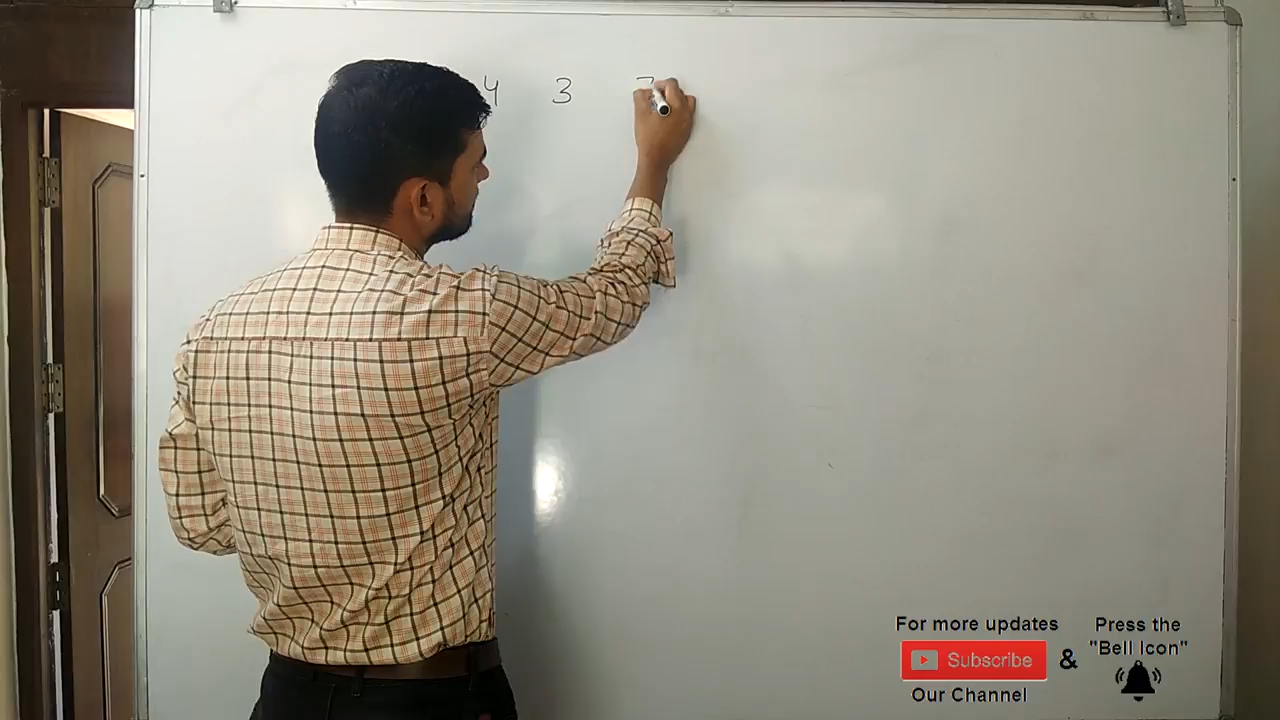 4 3
For more updates
Subscribe
&
Our Channel
Press the
"Bell Icon"